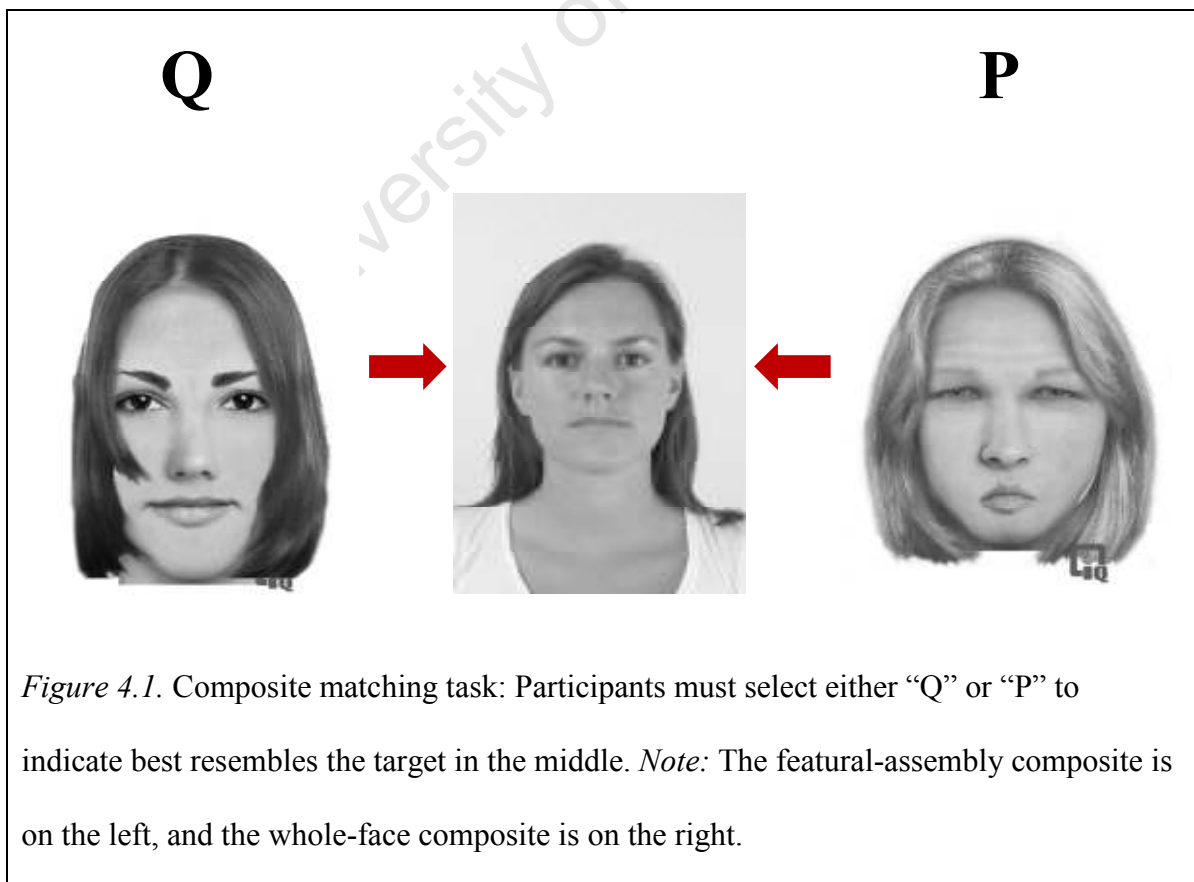 versity of
Q
P
Q
Q
Figure 4.1. Composite matching task: Participants must select either “Q” or “P” to
indicate best resembles the target in the middle. Note: The featural-assembly composite is
on the left, and the whole-face composite is on the right.